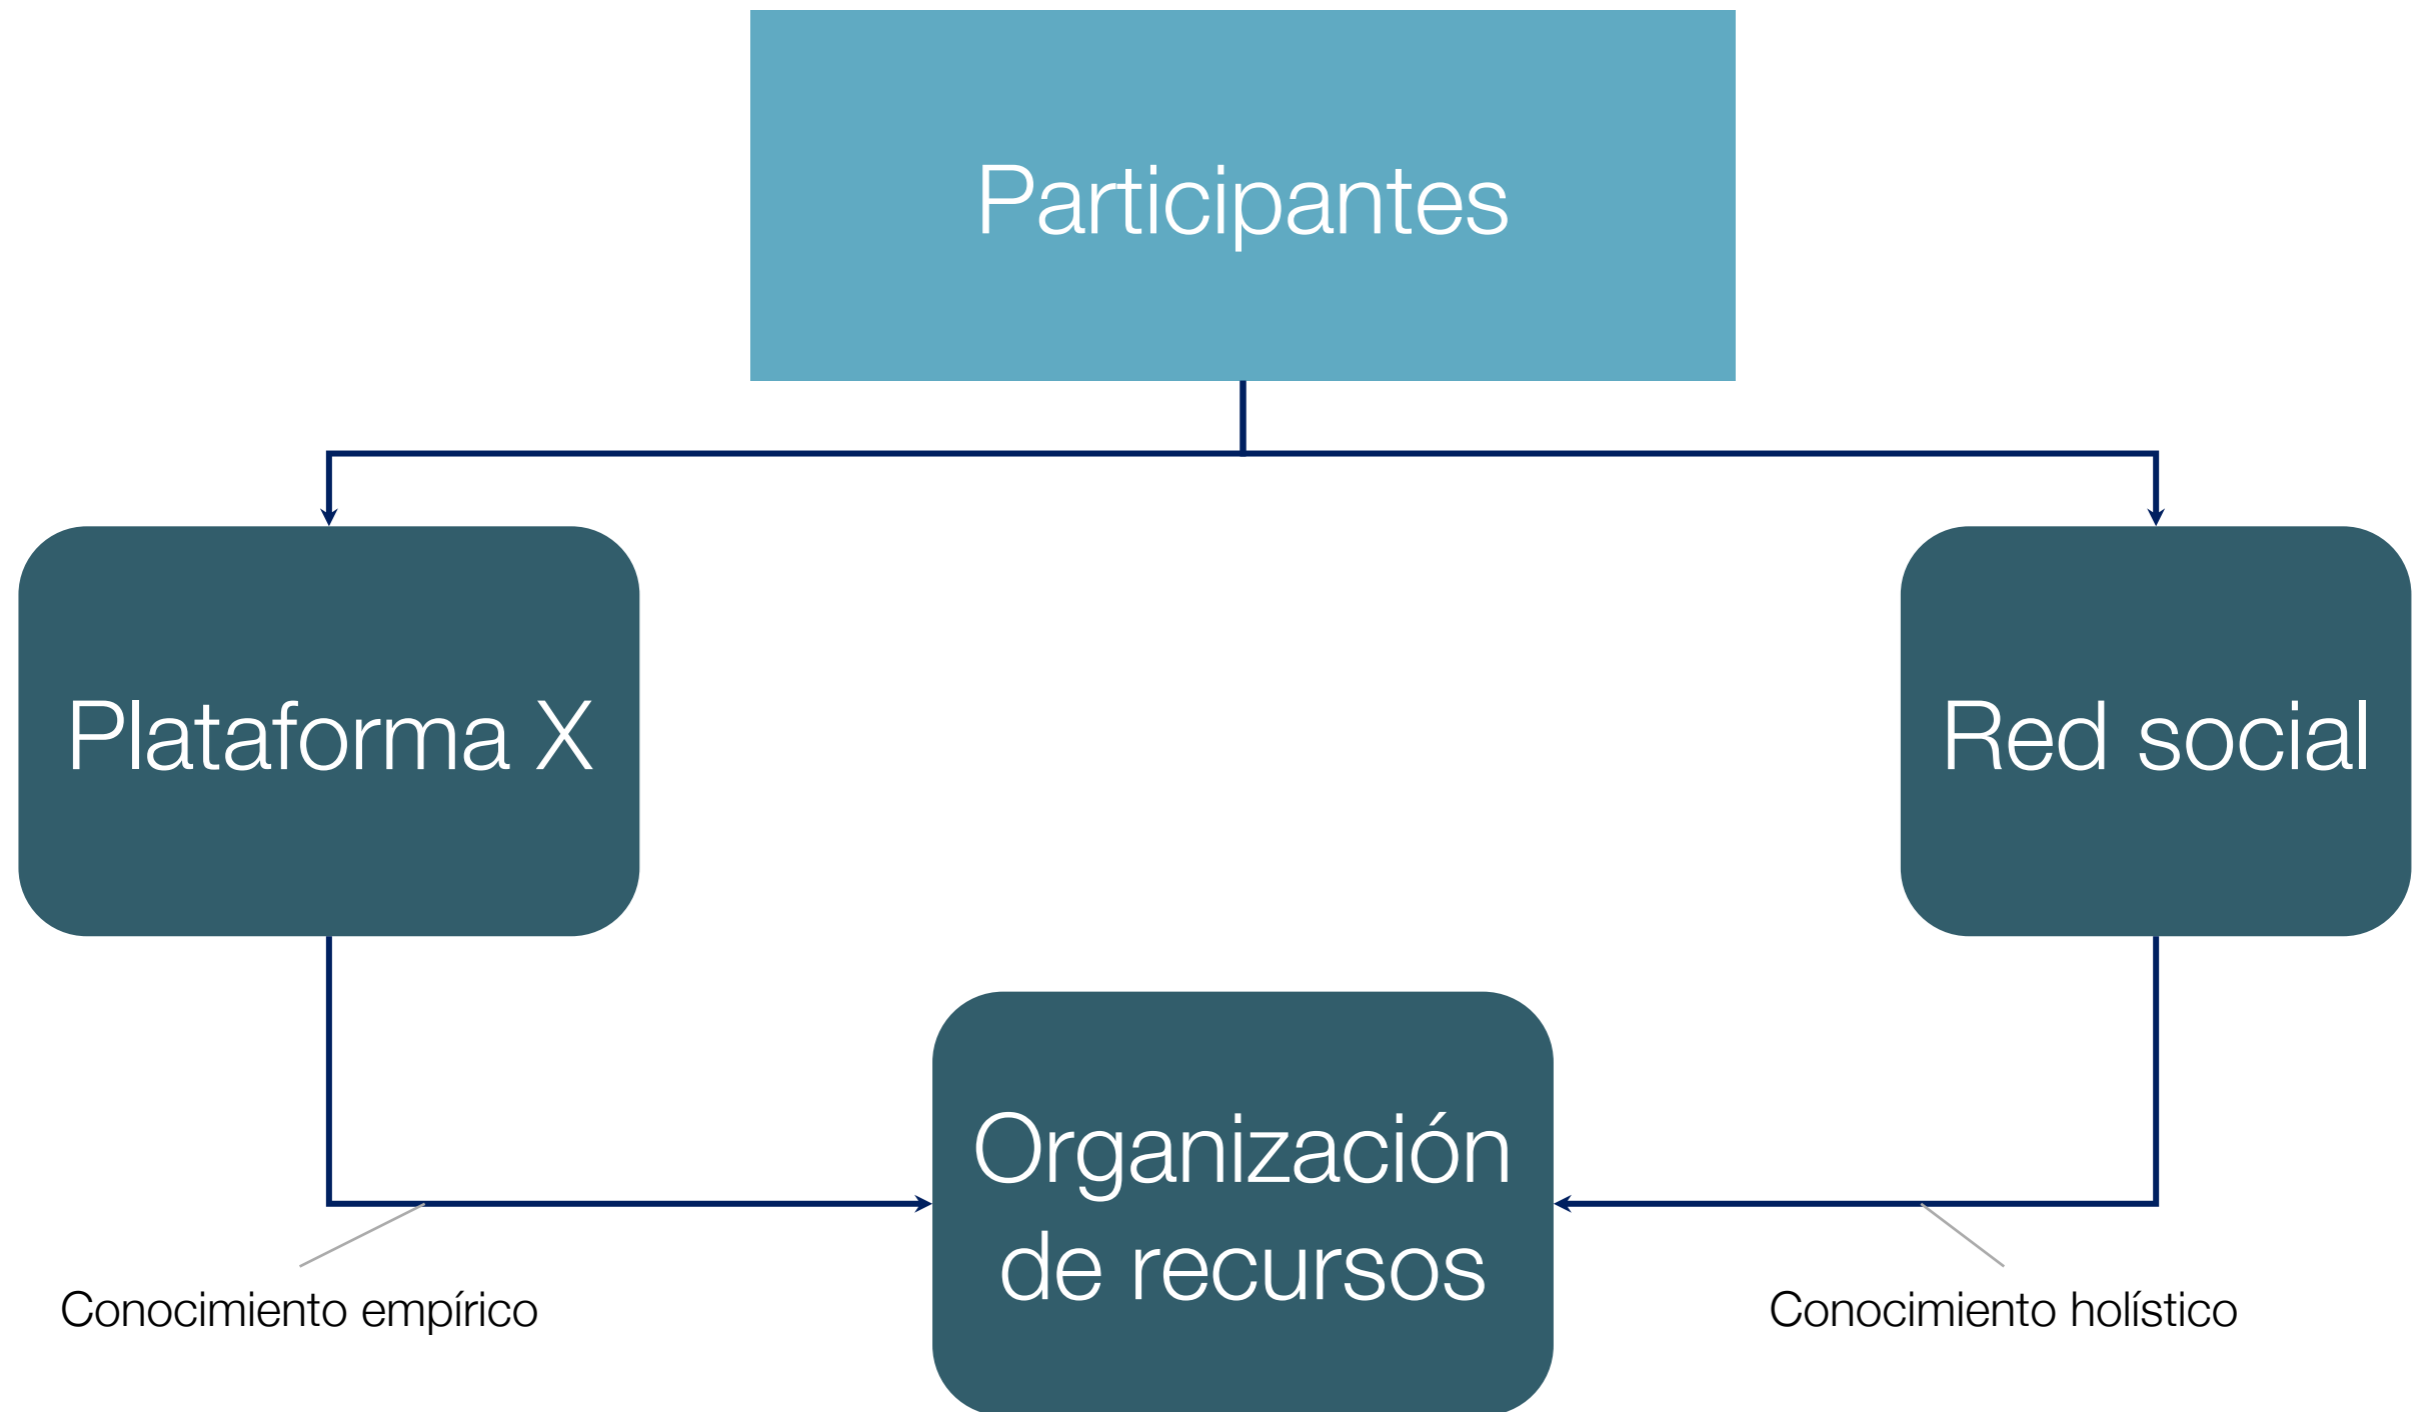 Participantes
Plataforma X
Red social
Organización
de recursos
Conocimiento empírico
Conocimiento holístico